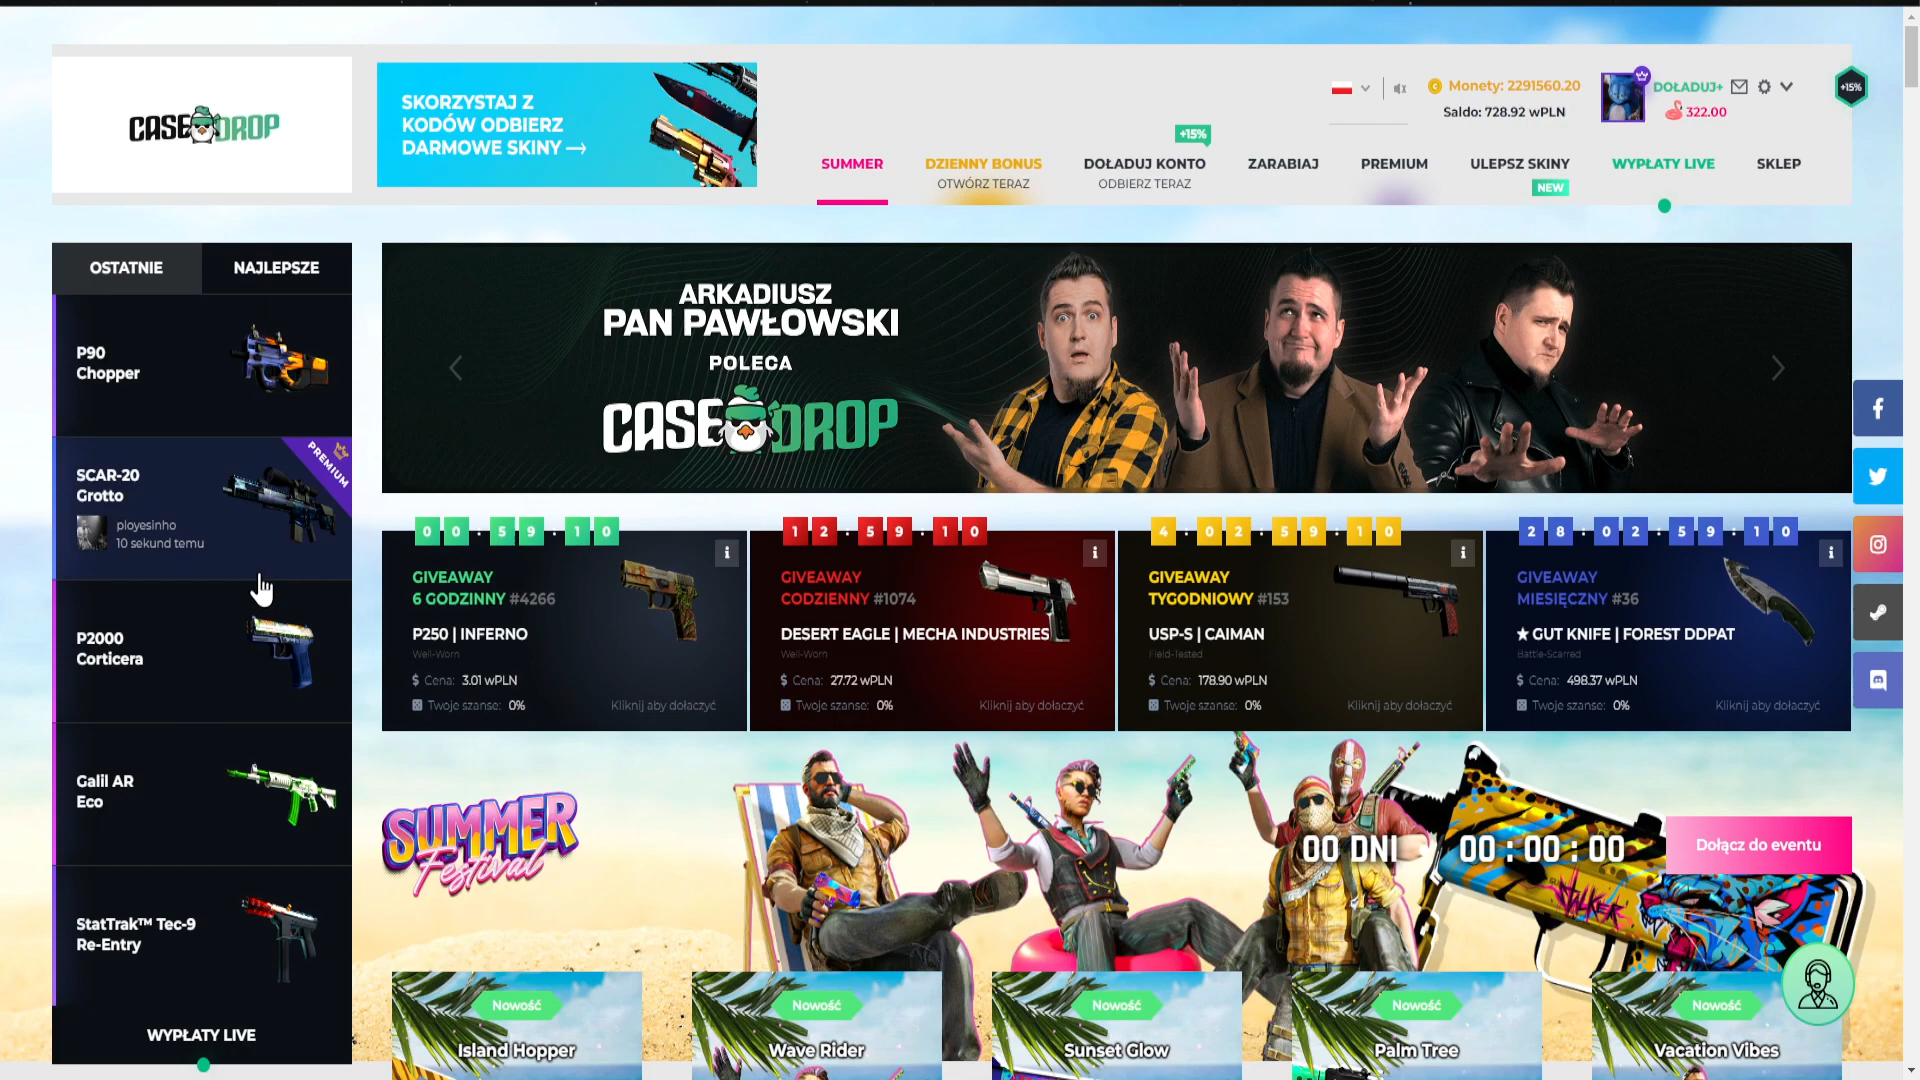 CASEDROP
SKORZYSTAJ Z
KODÓW ODBIERZ
DARMOWE SKINY →
Monety: 2291560.20
Saldo: 728.92 wPLN
DOŁADUJ+
322.00
+15%
+15%
SUMMER
DZIENNY BONUS
OTWÓRZ TERAZ
DOŁADUJ KONTO
ODBIERZ TERAZ
ZARABIAJ
PREMIUM
ULEPSZ SKINY
NEW
WYPŁATY LIVE
SKLEP
OSTATNIE
NAJLEPSZE
P90
Chopper
SCAR-20
Grotto
ployesinho
10 sekund temu
PREMIUM
P2000
Corticera
Galil AR
Eco
StatTrak™ Tec-9
Re-Entry
WYPŁATY LIVE
ARKADIUSZ
PAN PAWŁOWSKI
POLECA
CASEDROP
00:59:10
GIVEAWAY
6 GODZINNY #4266
P250 | INFERNO
Well-Worn
$ Cena: 3.01 wPLN
Twoje szanse: 0%
Kliknij aby dołaczyć
12:59:10
GIVEAWAY
CODZIENNY #1074
DESERT EAGLE | MECHA INDUSTRIES
Well-Worn
$ Cena: 27.72 wPLN
Twoje szanse: 0%
Kliknij aby dołaczyć
4:02:59:10
GIVEAWAY
TYGODNIOWY #153
USP-S | CAIMAN
Field-Tested
$ Cena: 178.90 wPLN
Twoje szanse: 0%
Kliknij aby dołaczyć
28:02:59:10
GIVEAWAY
MIESIĘCZNY #36
★ GUT KNIFE | FOREST DDPAT
Battle-Scarred
$ Cena: 498.37 wPLN
Twoje szanse: 0%
Kliknij aby dołaczyć
SUMMER
Festival
00 DNI • 00 : 00 : 00
Dołącz do eventu
STALKER
Nowość
Island Hopper
Nowość
Wave Rider
Nowość
Sunset Glow
Nowość
Palm Tree
Nowość
Vacation Vibes